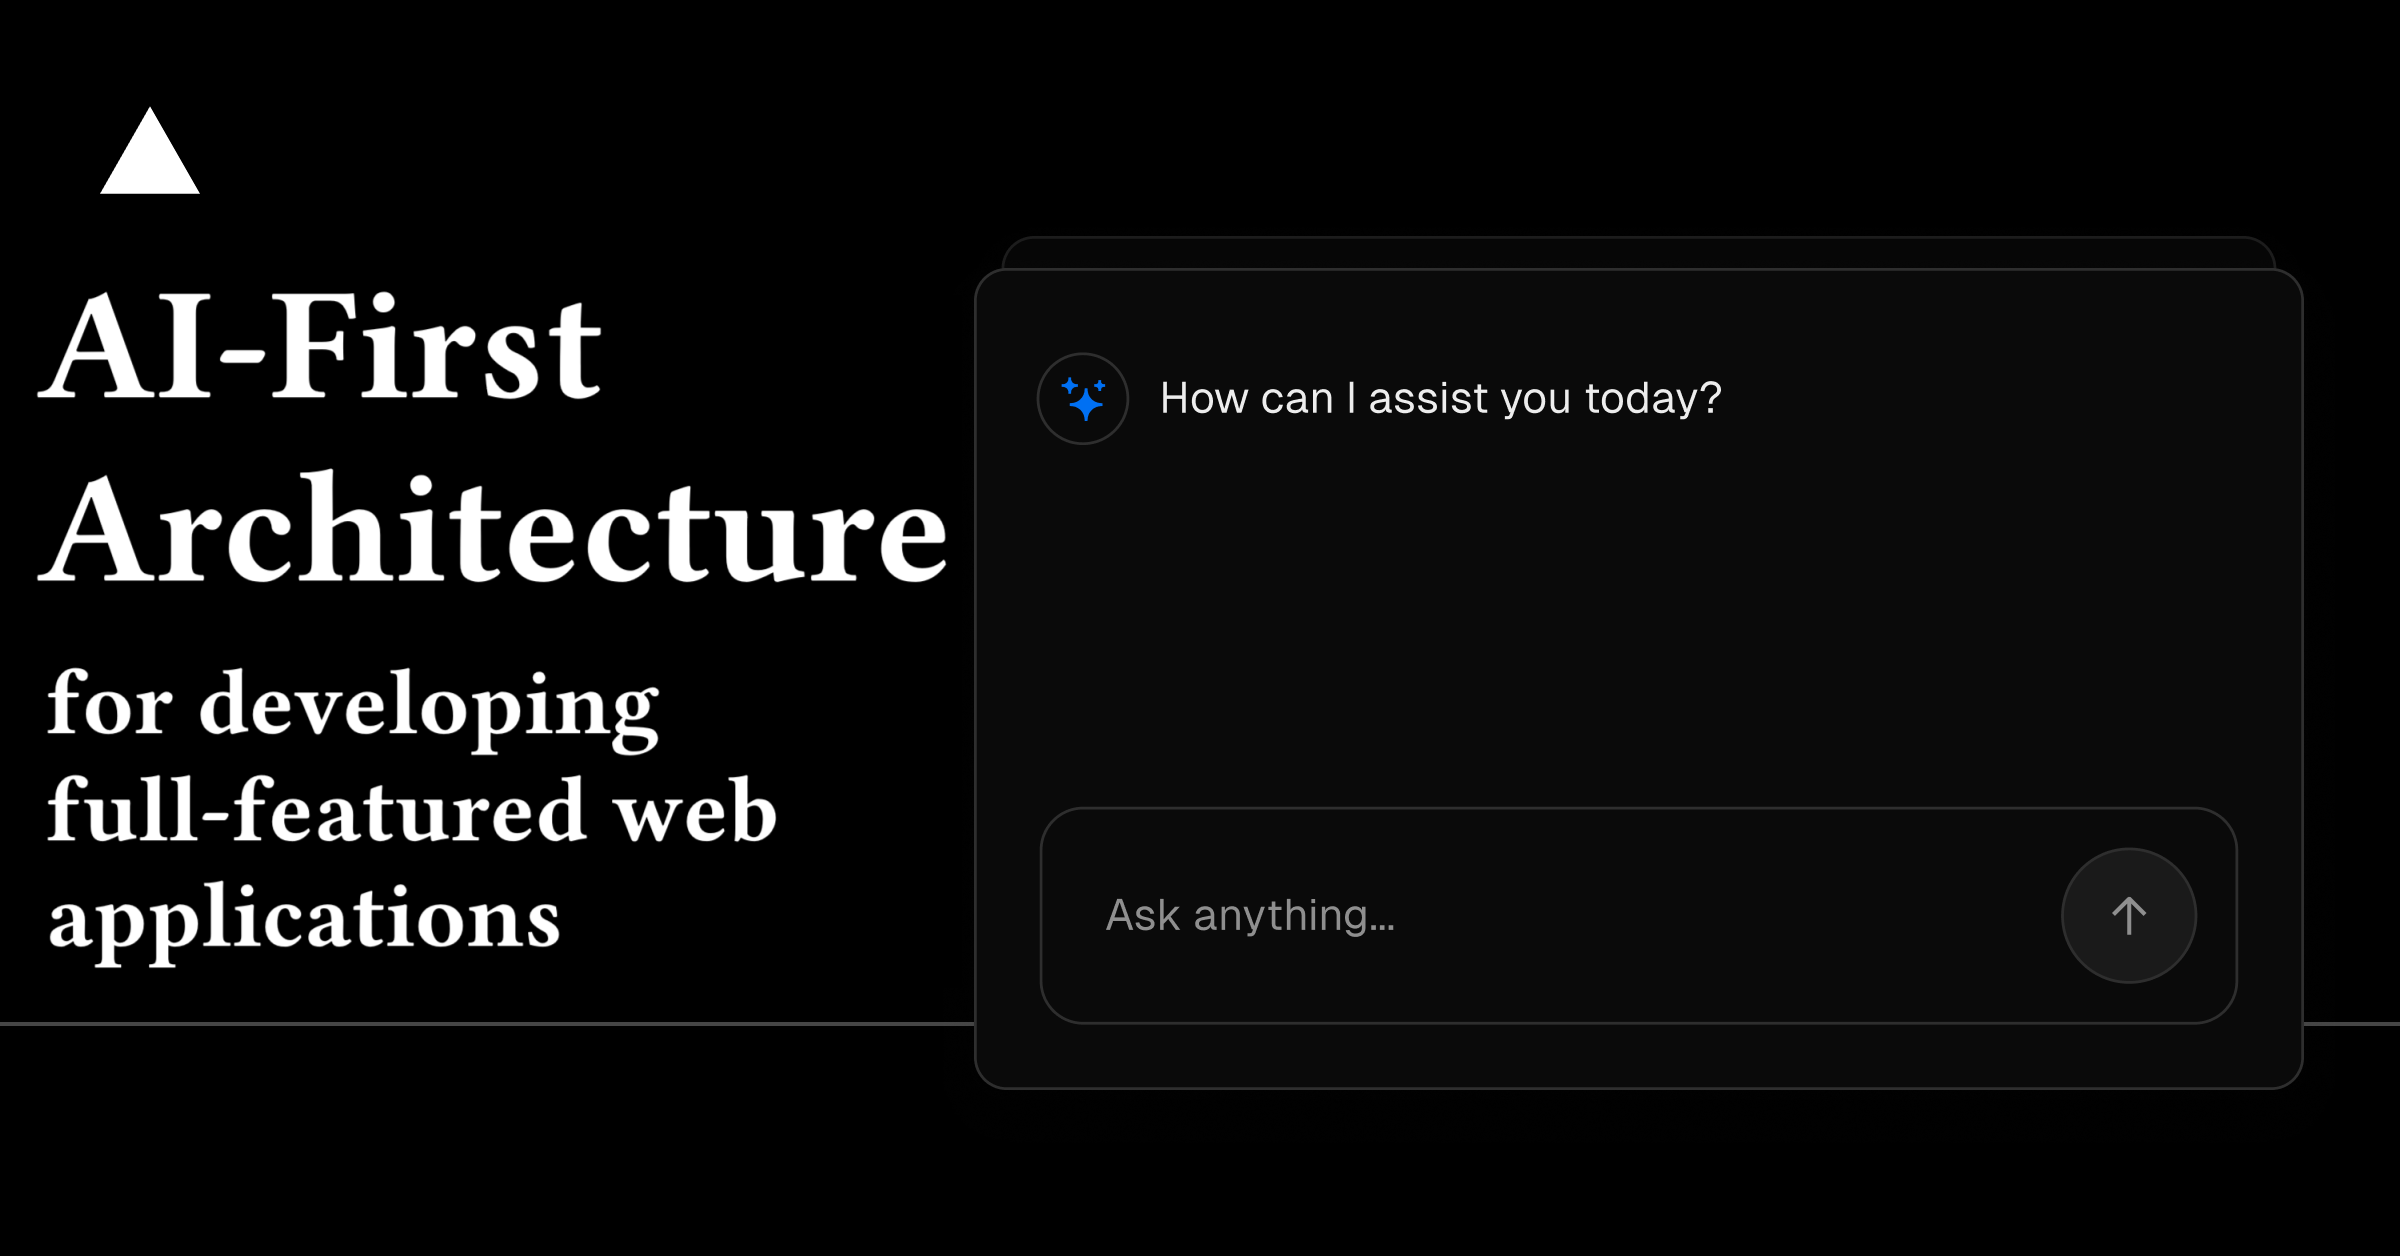 AI-First
Architecture
for developing
full-featured web
applications
How can I assist you today?
Ask anything...